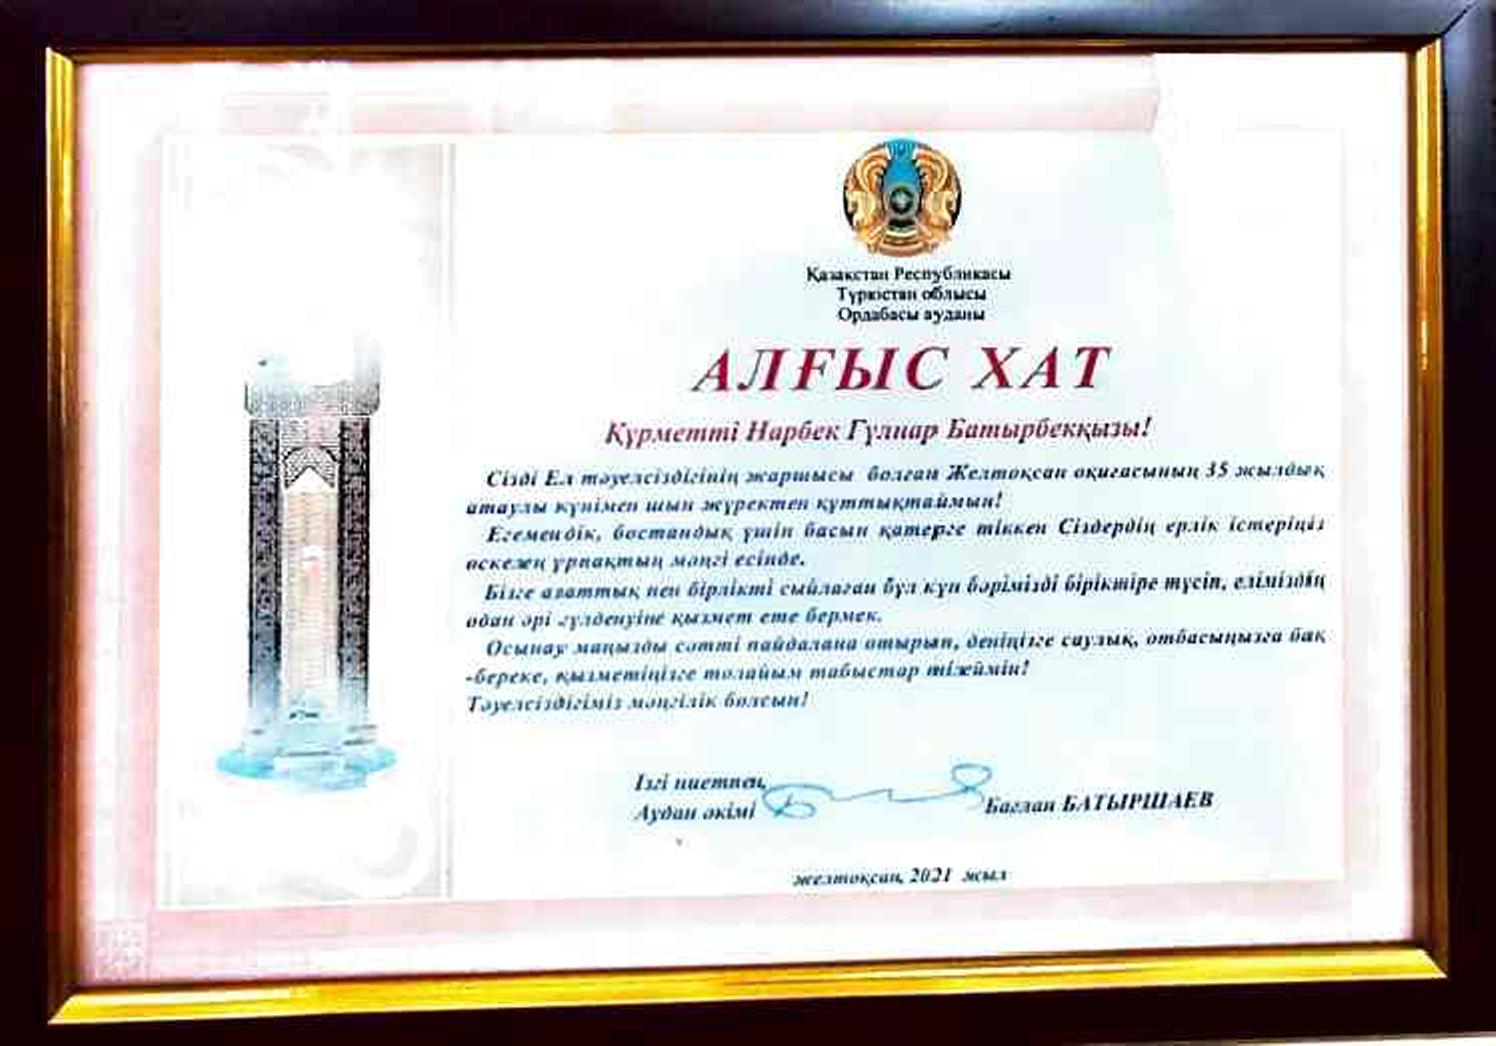 Қазақстан Республикасы
Түркістан облысы
Ордабасы ауданы
АЛҒЫС ХАТ
Құрметті Нарбек Гүлнар Батырбекқызы!
Сізді Ел тәуелсіздігінің жаршысы болған Желтоқсан оқиғасының 35 жылдық
атаулы күнімен шын жүректен құттықтаймын!
Егемендік, бостандық үшін басын қатерге тіккен Сіздердің ерлік істеріңіз
өскелең ұрпақтың мәңгі есінде.
Бізге азаттық пен бірлікті сыйлаған бұл күн бәрімізді біріктіре түсіп, еліміздің
одан әрі гүлденуіне қызмет ете бермек.
Осынау маңызды сәтті пайдалана отырып, деніңізге саулық, отбасыңызға бақ
-береке, қызметіңізге толайым табыстар тілеймін!
Тәуелсіздігіміз мәңгілік болсын!
Ізгі ниетпен,
Аудан әкімі Бағлан БАТЫРШАЕВ
желтоқсан, 2021 жыл